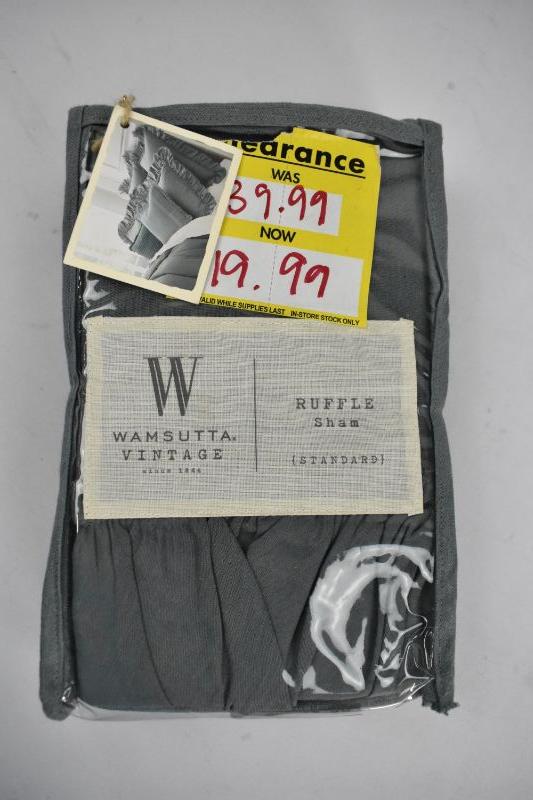 earance
WAS
39.99
NOW
19.99
VALID WHILE SUPPLIES LAST IN-STORE STOCK ONLY
W
WAMSUTTA®
VINTAGE
since 1846
RUFFLE
Sham
{STANDARD}